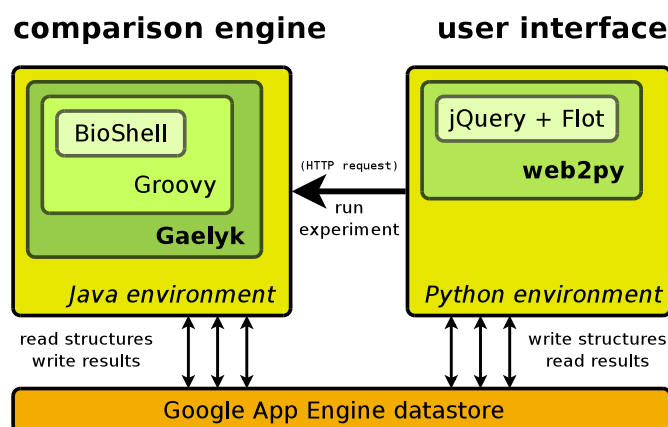 comparison engine
user interface
BioShell
Groovy
Gaelyk
Java environment
(HTTP request)
run
experiment
jQuery + Flot
web2py
Python environment
read structures
write results
write structures
read results
Google App Engine datastore